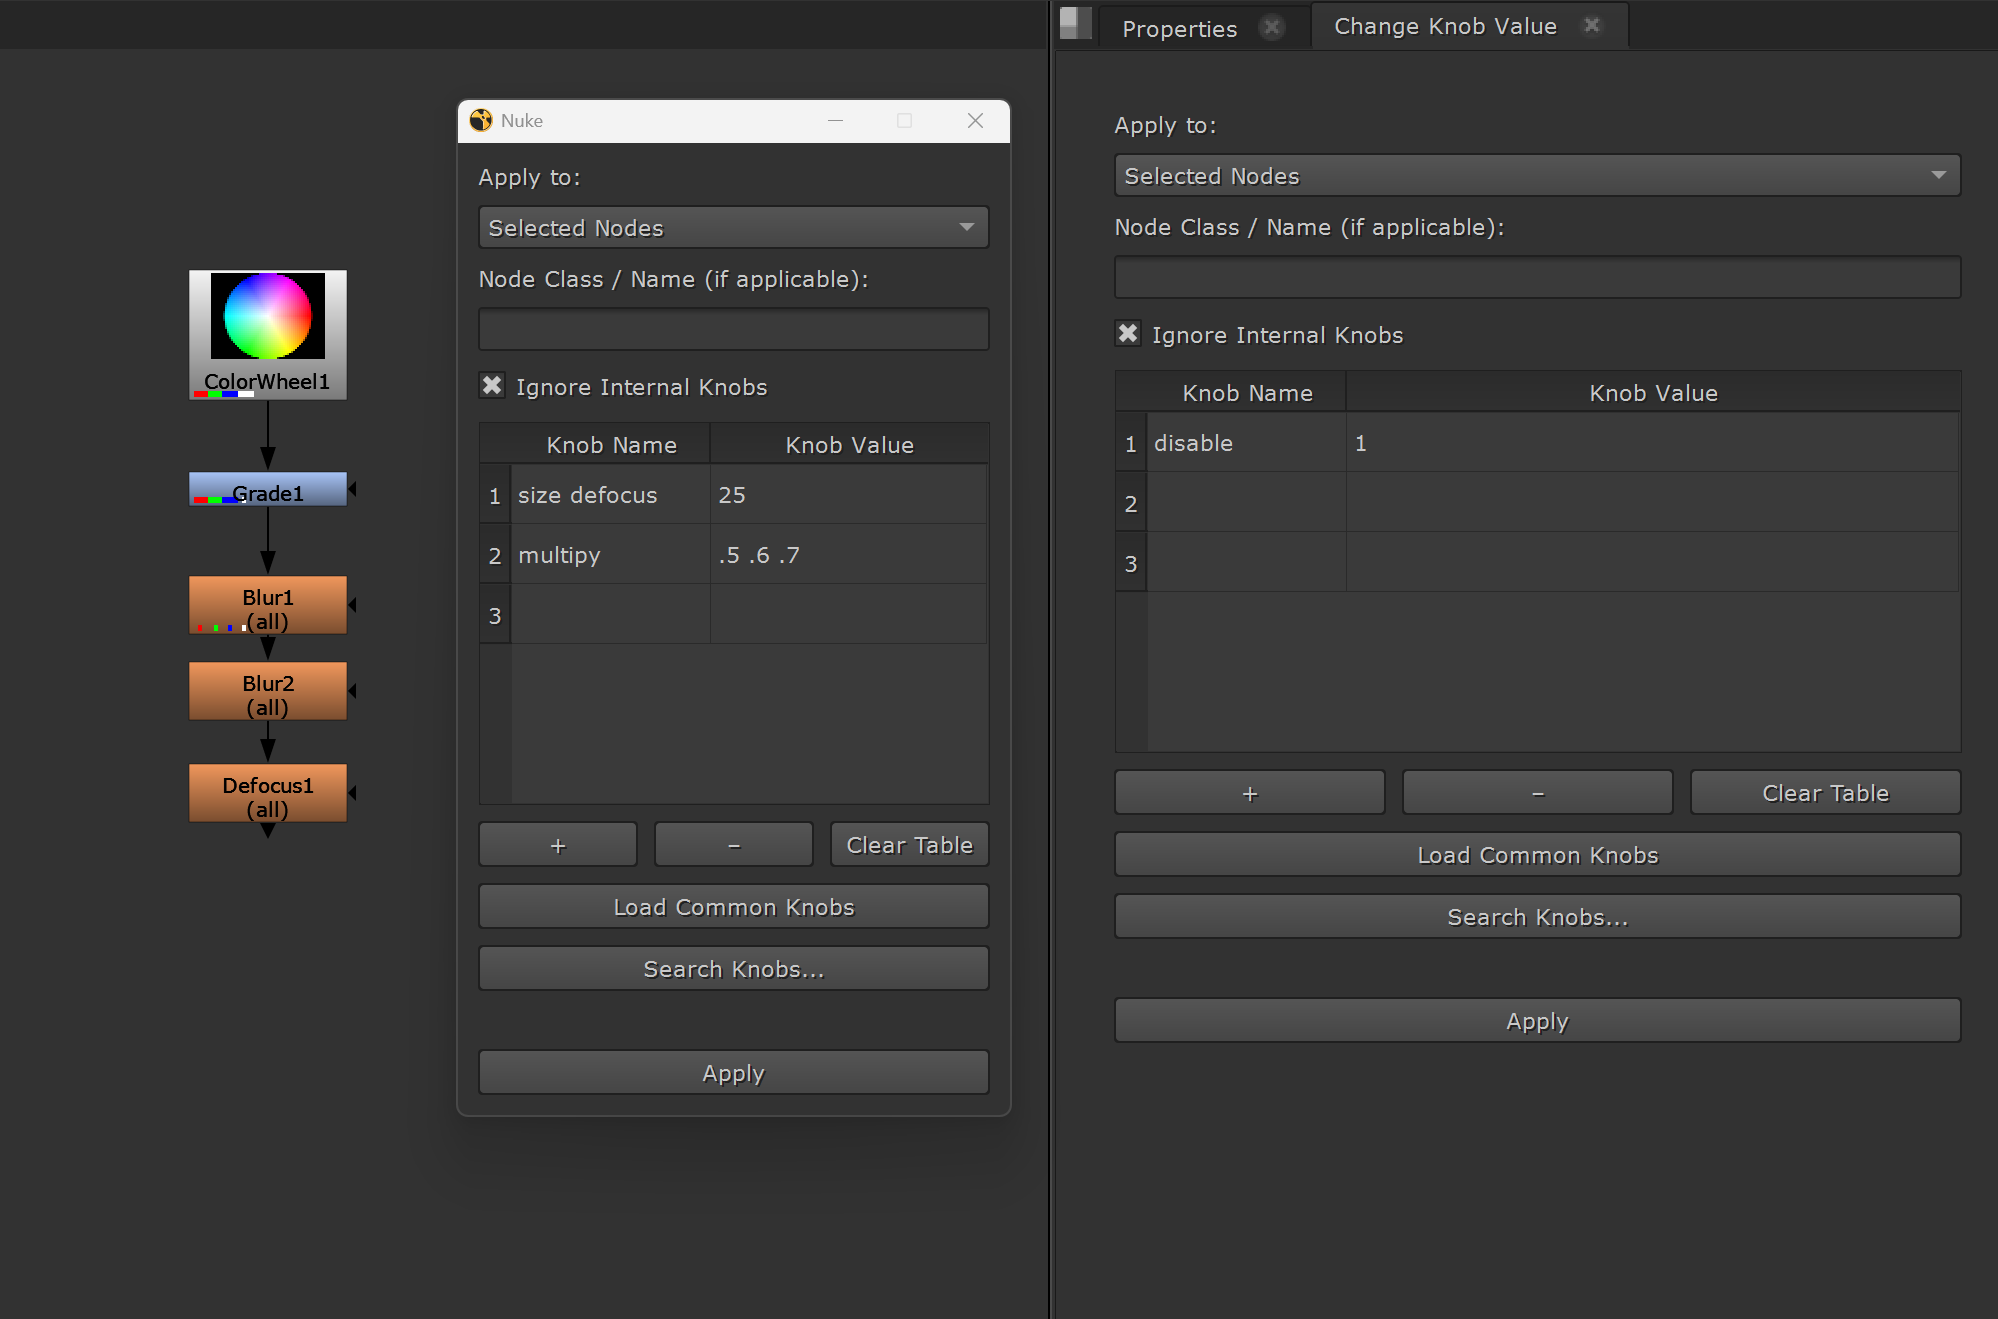 ColorWheel1
Grade1
Blur1
(all)
Blur2
(all)
Defocus1
(all)
Nuke
Apply to:
Selected Nodes
Node Class / Name (if applicable):
Ignore Internal Knobs
Knob Name Knob Value
1 size defocus 25
2 multipy .5 .6 .7
3
+ – Clear Table
Load Common Knobs
Search Knobs...
Apply
Properties Change Knob Value
Apply to:
Selected Nodes
Node Class / Name (if applicable):
Ignore Internal Knobs
Knob Name Knob Value
1 disable 1
2
3
+ – Clear Table
Load Common Knobs
Search Knobs...
Apply